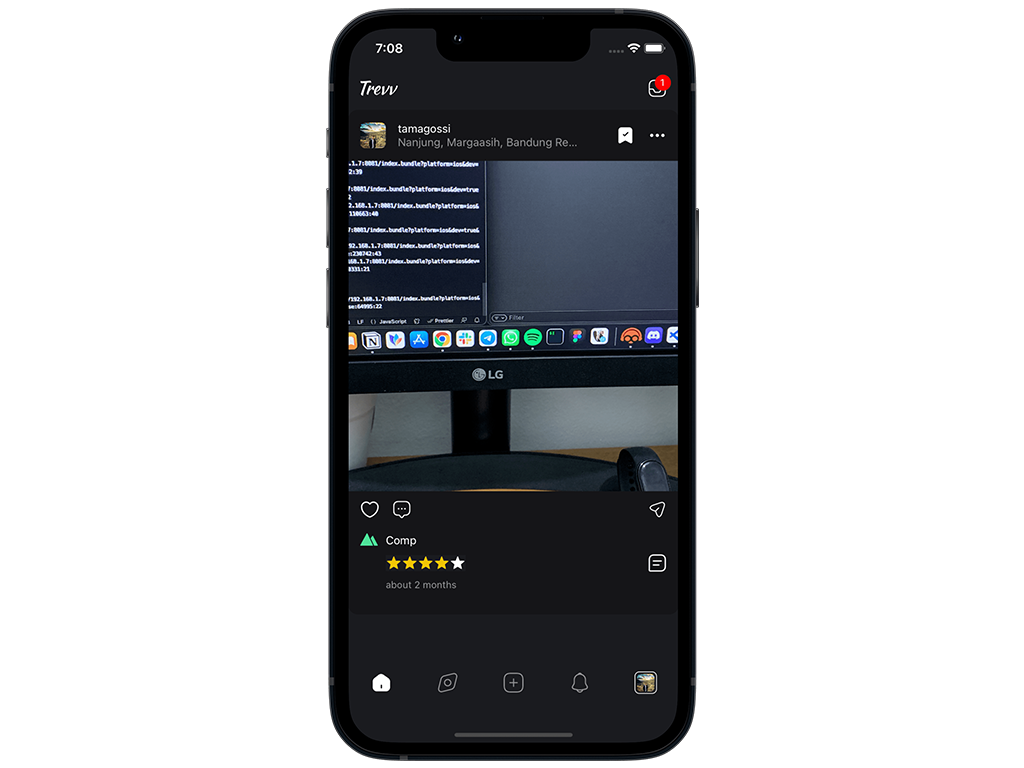 7:08
Trevv
1
tamagossi
Nanjung, Margaasih, Bandung Re...
.1.7:8081/index.bundle?platform=ios&dev=
2:39
7:8081/index.bundle?platform=ios&dev=true
2
2.168.1.7:8081/index.bundle?platform=ios&
110663:40
7:8081/index.bundle?platform=ios&dev=true&
92.168.1.7:8081/index.bundle?platform=ios&
e:230742:43
68.1.7:8081/index.bundle?platform=ios&dev=
8331:21
/192.168.1.7:8081/index.bundle?platform=ios&
se:64995:22
LF {} JavaScript Prettier
Filter
LG
Comp
about 2 months